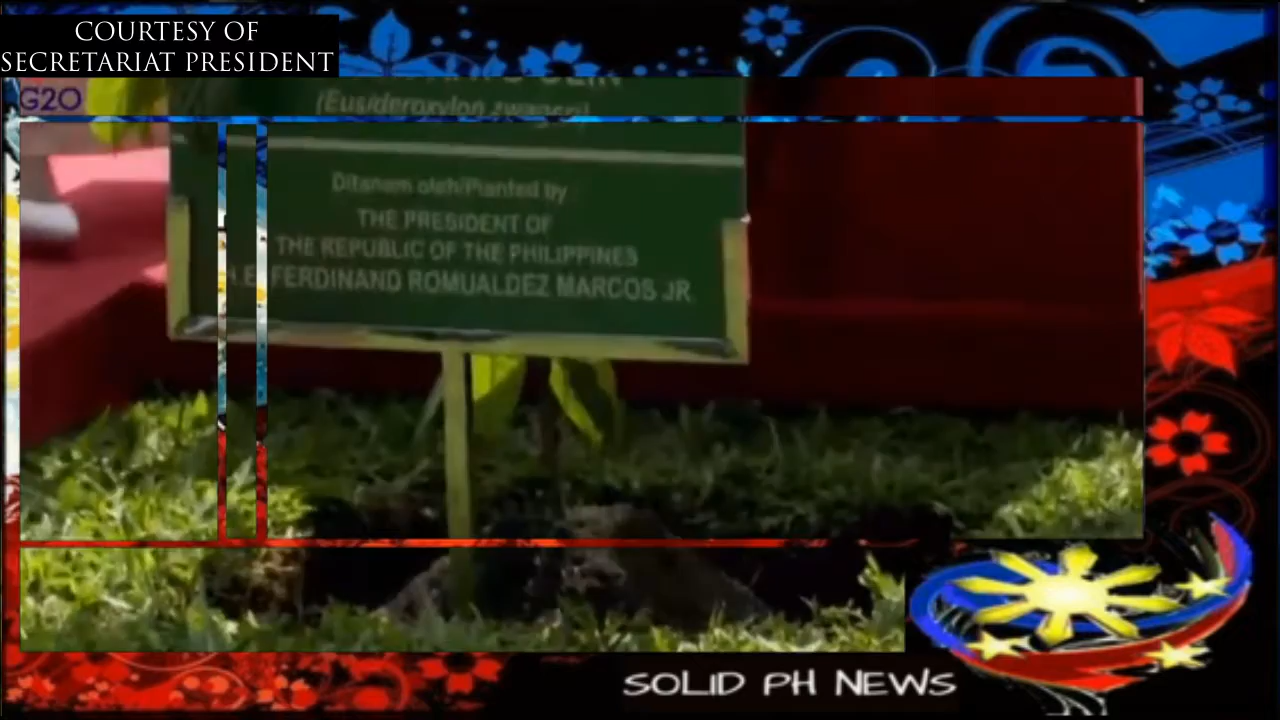 COURTESY OF
SECRETARIAT PRESIDENT
G20
(Eusideroxylon zwageri)
Ditanam oleh/Planted by :
THE PRESIDENT OF
THE REPUBLIC OF THE PHILIPPINES
FERDINAND ROMUALDEZ MARCOS JR.
SOLID PH NEWS